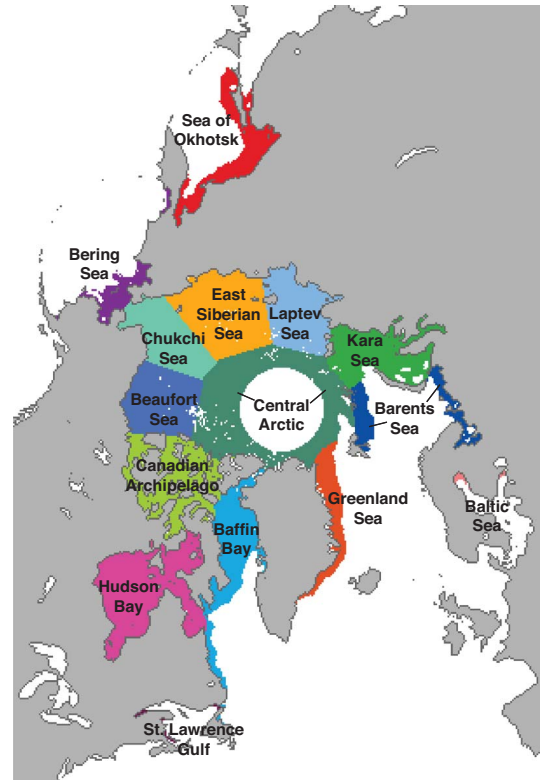 Sea of
Okhotsk
Bering
Sea
East
Siberian
Sea
Laptev
Sea
Chukchi
Sea
Kara
Sea
Beaufort
Sea
Central
Arctic
Barents
Sea
Canadian
Archipelago
Greenland
Sea
Baltic
Sea
Baffin
Bay
Hudson
Bay
St. Lawrence
Gulf